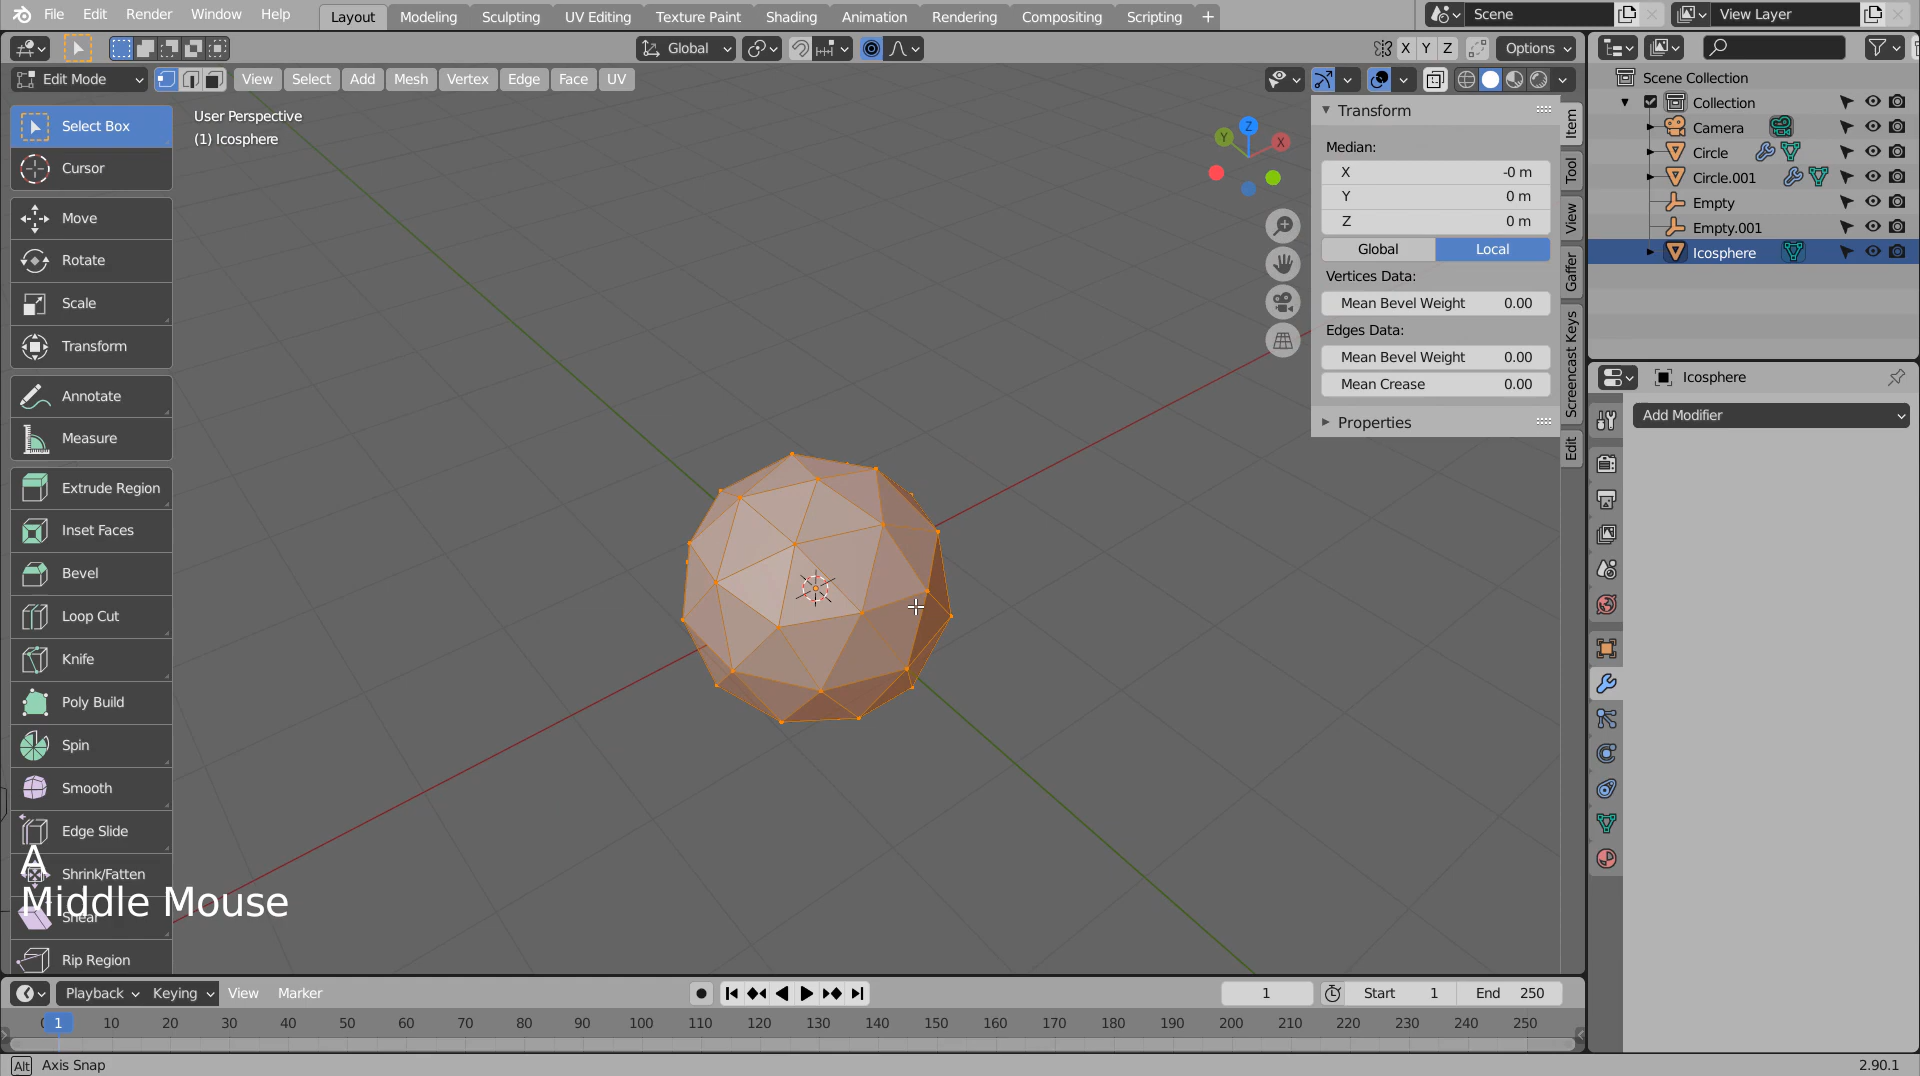 File Edit Render Window Help Layout Modeling Sculpting UV Editing Texture Paint Shading Animation Rendering Compositing Scripting + Scene View Layer
Global X Y Z Options
Edit Mode View Select Add Mesh Vertex Edge Face UV
User Perspective
(1) Icosphere
Select Box
Cursor
Move
Rotate
Scale
Transform
Annotate
Measure
Extrude Region
Inset Faces
Bevel
Loop Cut
Knife
Poly Build
Spin
Smooth
Edge Slide
Shrink/Fatten
Shear
Rip Region
A
Middle Mouse
Z
Y
X
Transform
Median:
X -0 m
Y 0 m
Z 0 m
Global Local
Vertices Data:
Mean Bevel Weight 0.00
Edges Data:
Mean Bevel Weight 0.00
Mean Crease 0.00
Properties
Item
Tool
View
Gaffer
Screencast Keys
Edit
Scene Collection
Collection
Camera
Circle
Circle.001
Empty
Empty.001
Icosphere
Icosphere
Add Modifier
Playback Keying View Marker 1 Start 1 End 250
1 10 20 30 40 50 60 70 80 90 100 110 120 130 140 150 160 170 180 190 200 210 220 230 240 250
Alt Axis Snap 2.90.1